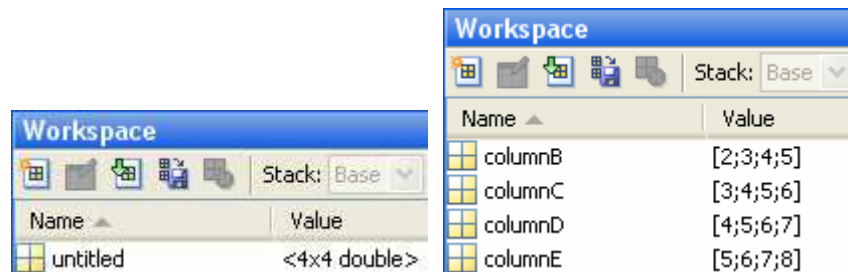 Workspace
Stack: Base
Name Value
untitled <4x4 double>
Workspace
Stack: Base
Name Value
columnB [2;3;4;5]
columnC [3;4;5;6]
columnD [4;5;6;7]
columnE [5;6;7;8]